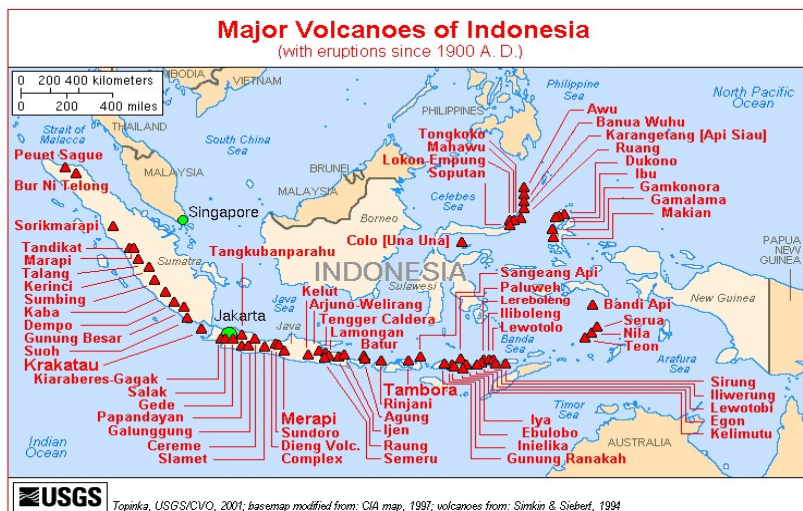 Major Volcanoes of Indonesia
(with eruptions since 1900 A. D.)
0 200 400 kilometers
0 200 400 miles
CAMBODIA
VIETNAM
THAILAND
Strait of
Malacca
South China
Sea
PHILIPPINES
Philippine
Sea
North Pacific
Ocean
MALAYSIA
BRUNEI
MALAYSIA
Celebes
Sea
Borneo
Singapore
Peuet Sague
Bur Ni Telong
Sorikmarapi
Tandikat
Marapi
Talang
Kerinci
Sumbing
Kaba
Dempo
Gunung Besar
Suoh
Krakatau
Kiaraberes-Gagak
Salak
Gede
Papandayan
Galunggung
Cereme
Slamet
Sumatra
Tangkubanparahu
Jakarta
Java
Sea
Java
INDONESIA
Sulawesi
Kelut
Arjuno-Welirang
Tengger Caldera
Lamongan
Batur
Merapi
Sundoro
Dieng Volc.
Complex
Tambora
Rinjani
Agung
Ijen
Raung
Semeru
Tongkoko
Mahawu
Lokon Empung
Soputan
Colo [Una Una]
Awu
Banua Wuhu
Karangetang [Api Siau]
Ruang
Dukono
Ibu
Gamkonora
Gamalama
Makian
Sangeang Api
Paluweh
Lereboleng
Iliboleng
Lewotolo
Banda
Sea
Bandi Api
Serua
Nila
Teon
New Guinea
PAPUA
NEW
GUINEA
Arafura
Sea
Timor
Sea
AUSTRALIA
Sirung
Iliwerung
Lewotobi
Egon
Kelimutu
Iya
Ebulobo
Inielika
Gunung Ranakah
Indian
Ocean
USGS
Topinka, USGS/CVO, 2001; basemap modified from: CIA map, 1997; volcanoes from: Simkin & Siebert, 1994